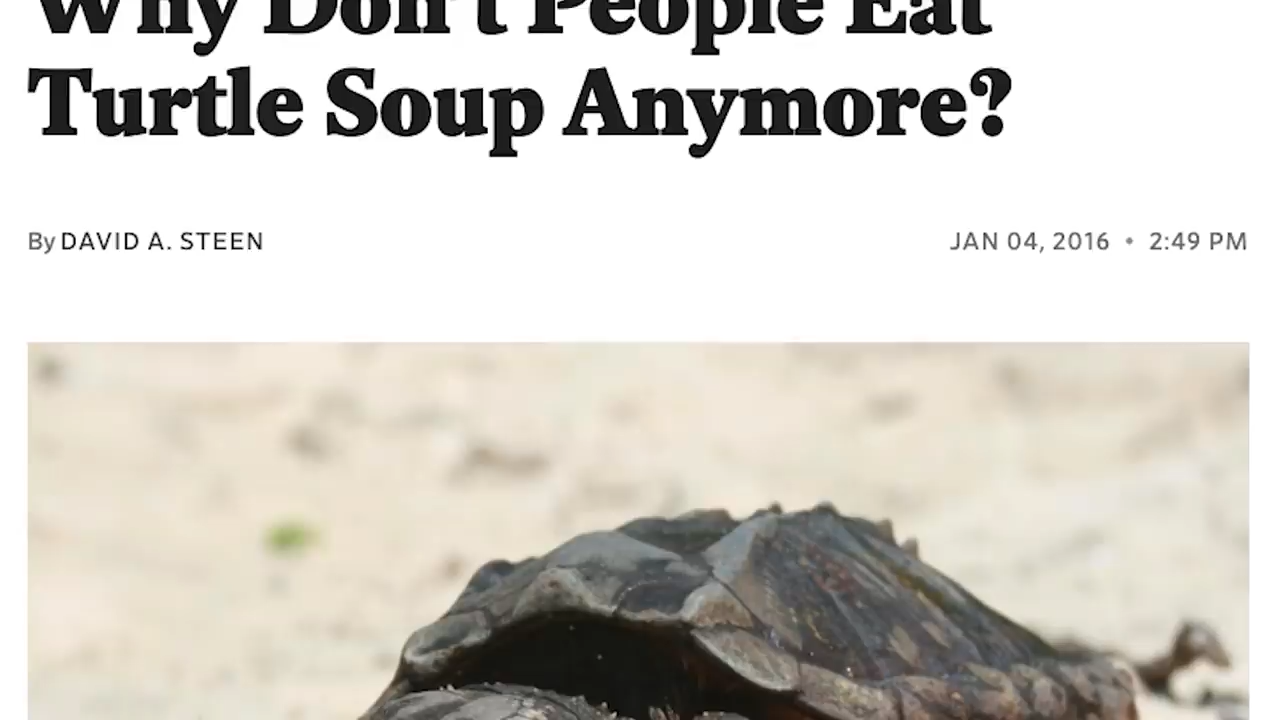 Why Don't People Eat
Turtle Soup Anymore?
By DAVID A. STEEN
JAN 04, 2016 • 2:49 PM